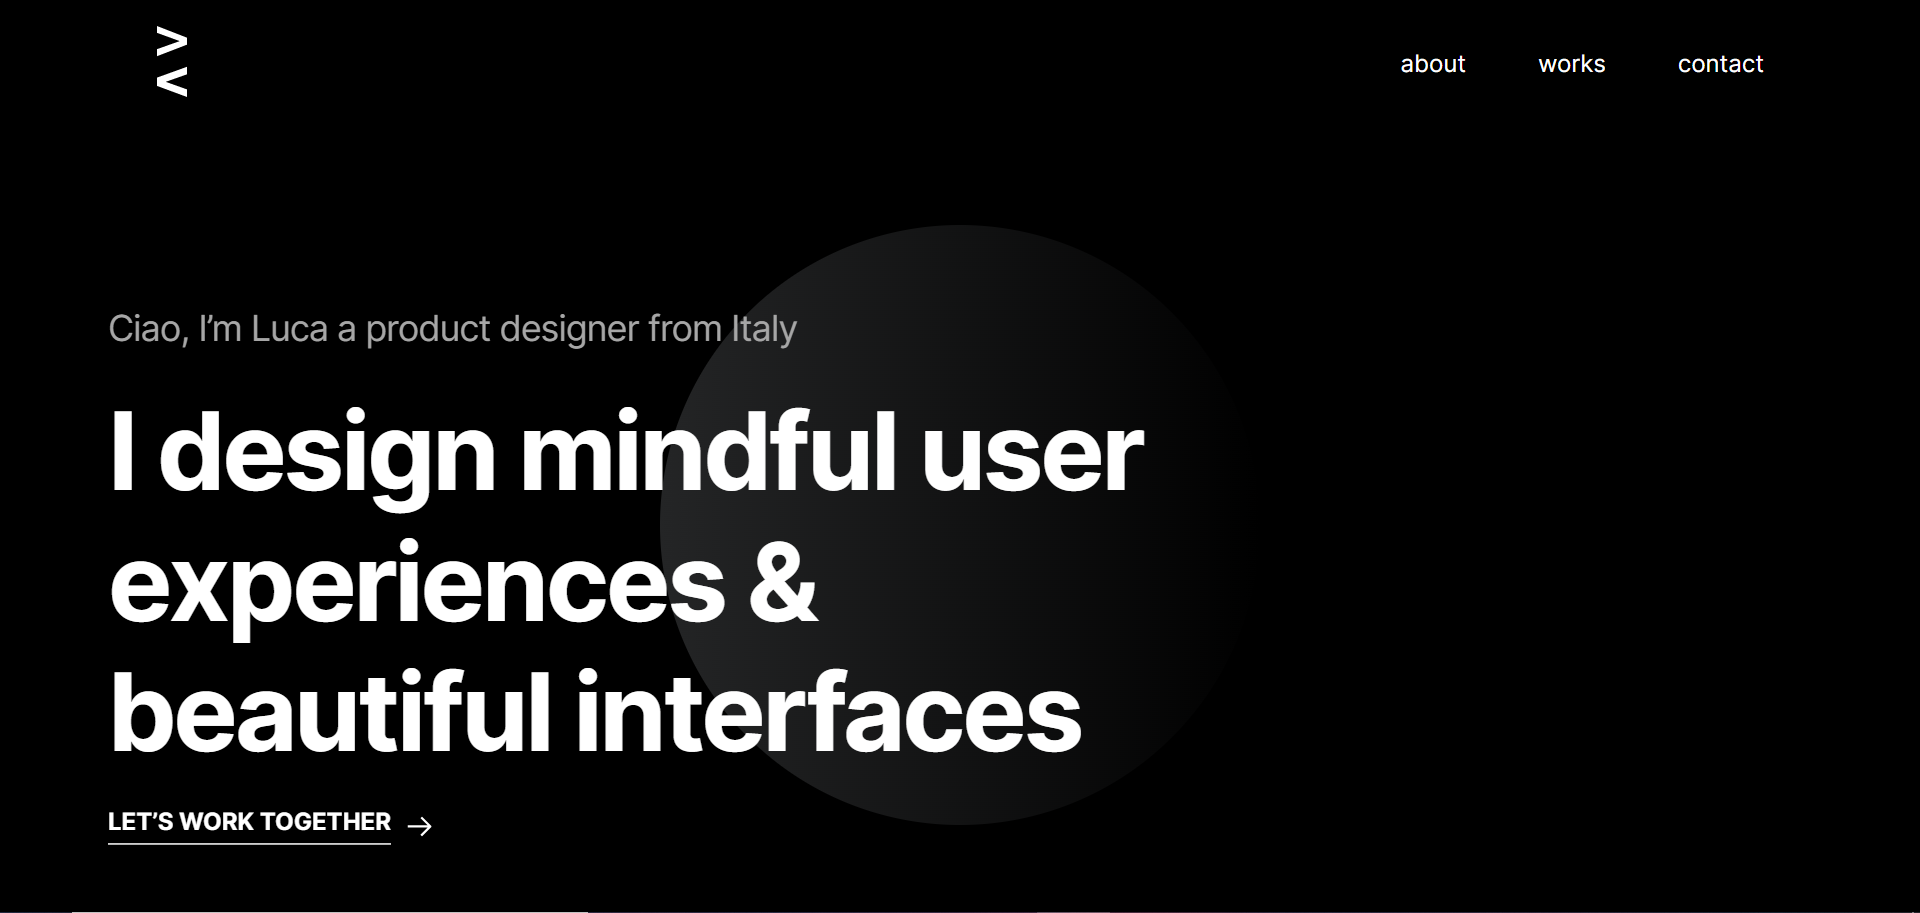 about works contact
Ciao, I’m Luca a product designer from Italy
I design mindful user
experiences &
beautiful interfaces
LET’S WORK TOGETHER →